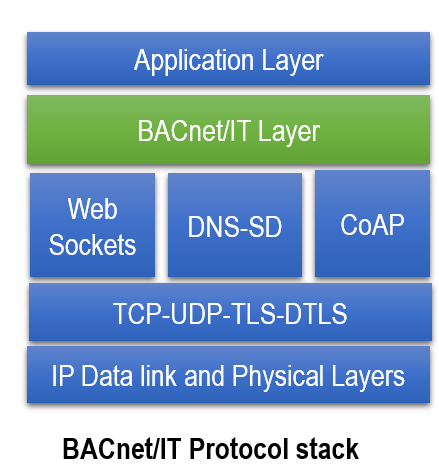 Application Layer
BACnet/IT Layer
Web
Sockets
DNS-SD
CoAP
TCP-UDP-TLS-DTLS
IP Data link and Physical Layers
BACnet/IT Protocol stack